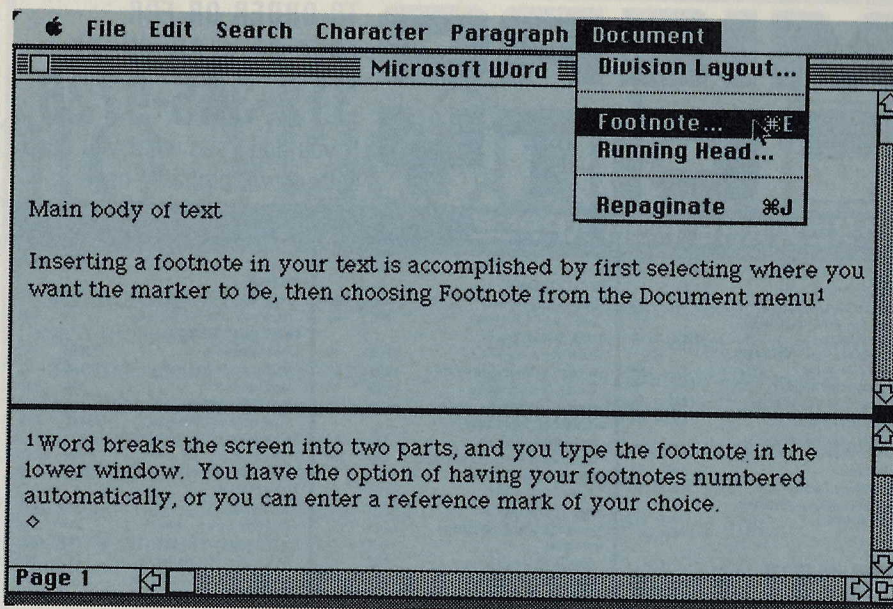 File Edit Search Character Paragraph Document
Microsoft Word
Division Layout...
Footnote... ⌘E
Running Head...
Repaginate ⌘J
Main body of text
Inserting a footnote in your text is accomplished by first selecting where you
want the marker to be, then choosing Footnote from the Document menu¹
¹Word breaks the screen into two parts, and you type the footnote in the
lower window. You have the option of having your footnotes numbered
automatically, or you can enter a reference mark of your choice.
Page 1